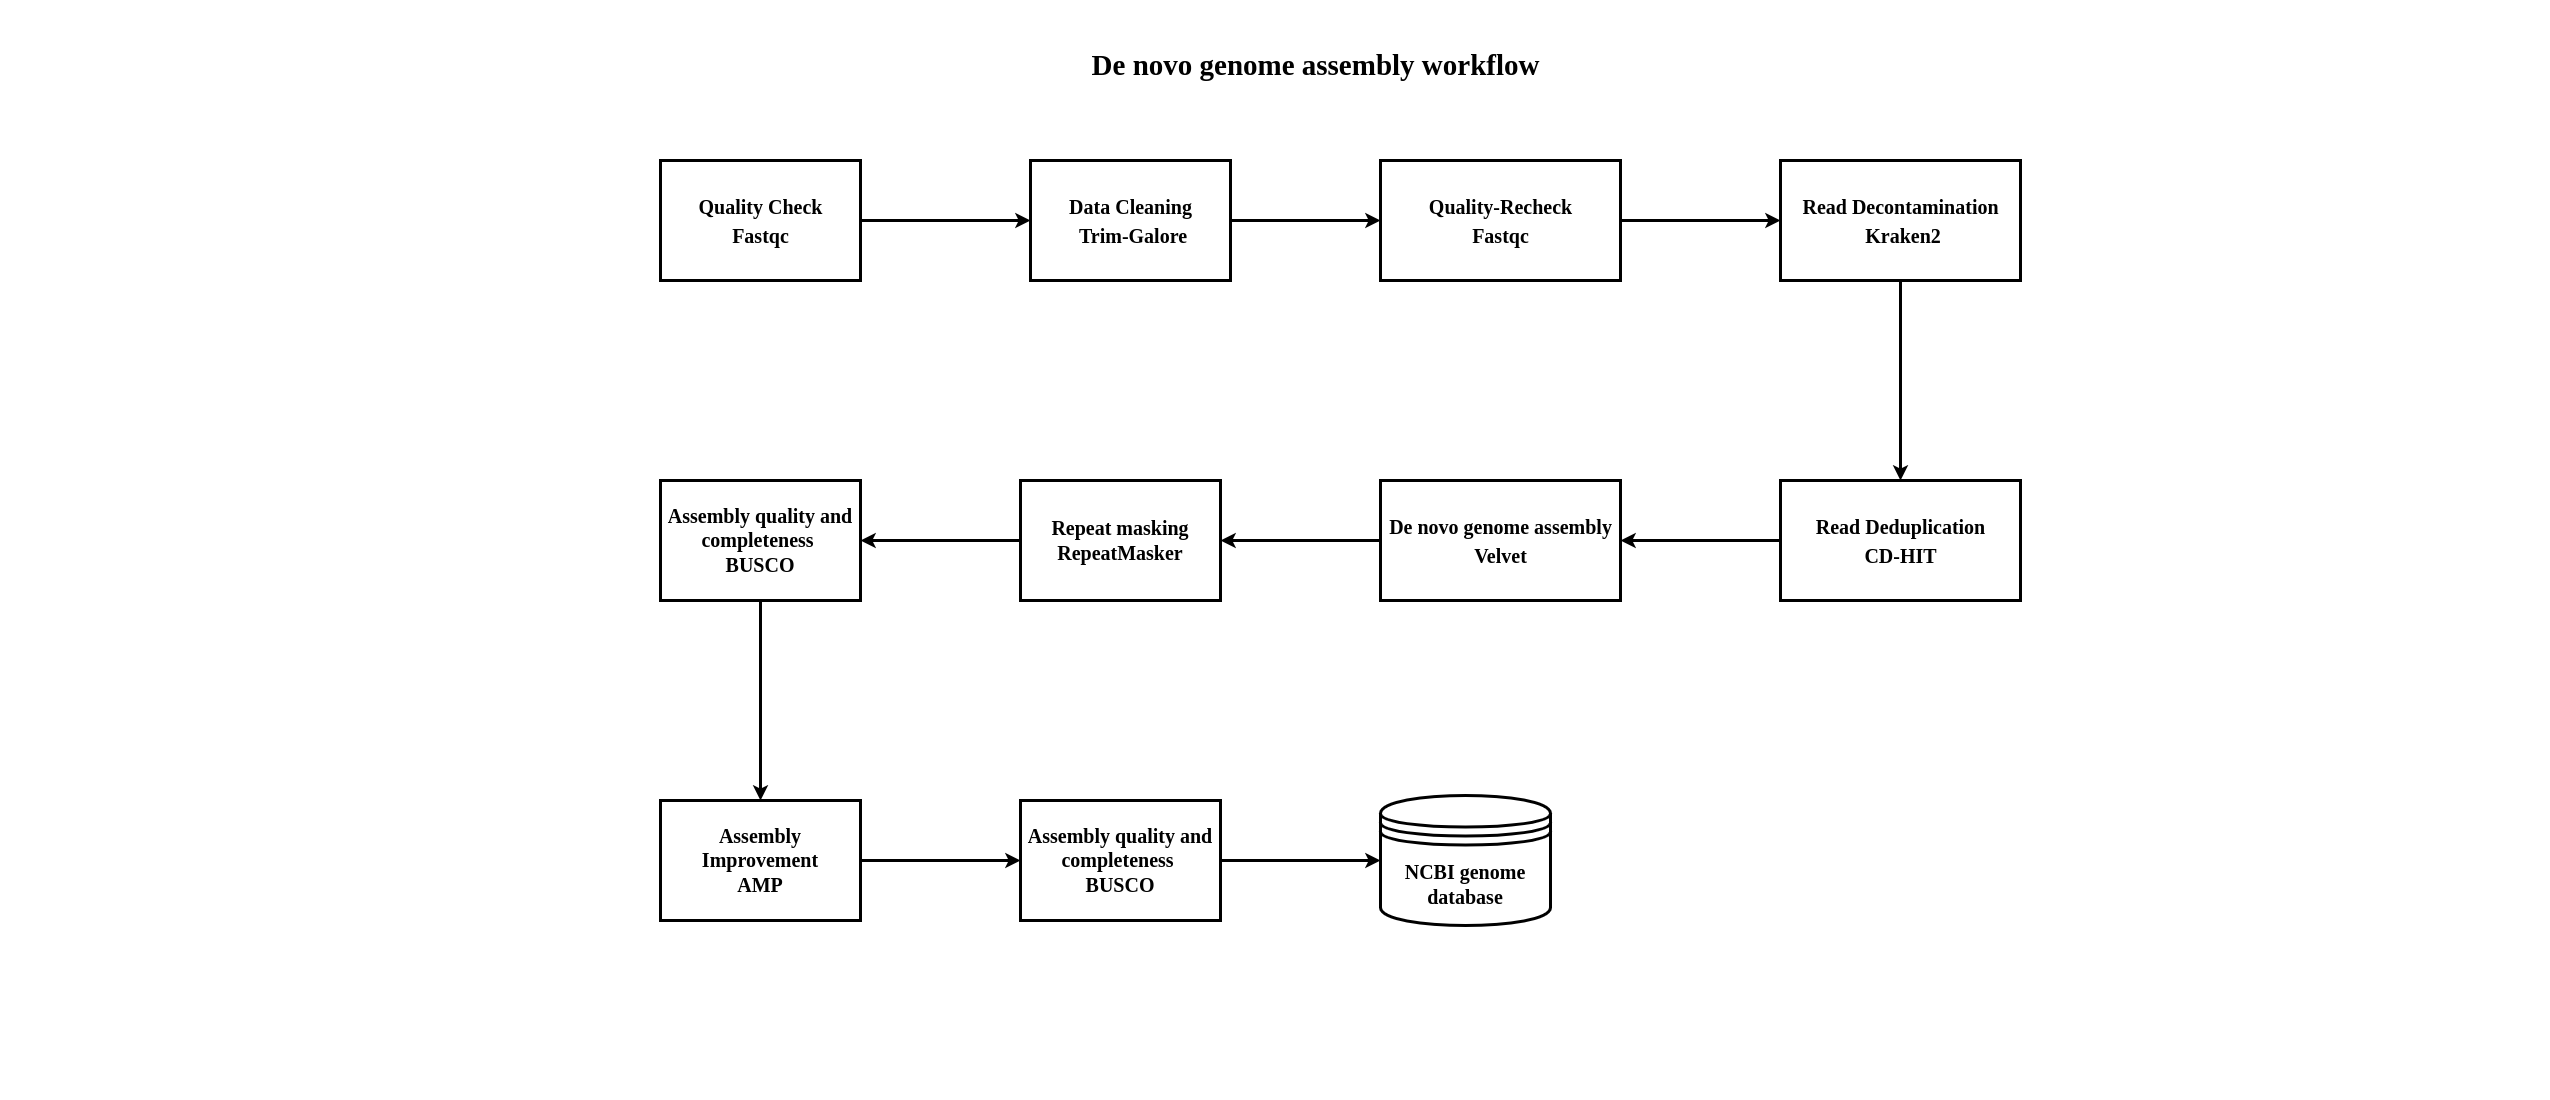 De novo genome assembly workflow
Quality Check
Fastqc
Data Cleaning
Trim-Galore
Quality-Recheck
Fastqc
Read Decontamination
Kraken2
Read Deduplication
CD-HIT
De novo genome assembly
Velvet
Repeat masking
RepeatMasker
Assembly quality and
completeness
BUSCO
Assembly
Improvement
AMP
Assembly quality and
completeness
BUSCO
NCBI genome
database